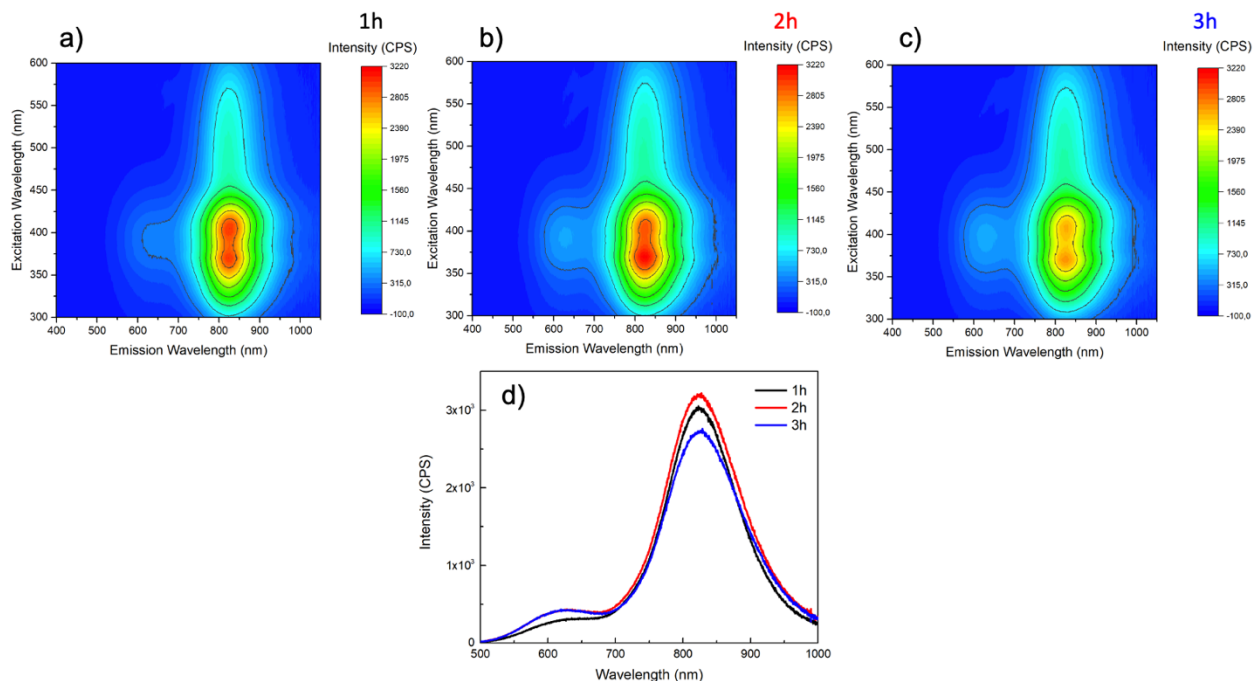 1h
2h
3h
a)
Intensity (CPS)
b)
Intensity (CPS)
c)
Intensity (CPS)
600
550
500
450
400
350
300
Excitation Wavelength (nm)
400 500 600 700 800 900 1000
Emission Wavelength (nm)
3220
2805
2390
1975
1560
1145
730,0
315,0
-100,0
600
550
500
450
400
350
300
Excitation Wavelength (nm)
400 500 600 700 800 900 1000
Emission Wavelength (nm)
3220
2805
2390
1975
1560
1145
730,0
315,0
-100,0
600
550
500
450
400
350
300
Excitation Wavelength (nm)
400 500 600 700 800 900 1000
Emission Wavelength (nm)
3220
2805
2390
1975
1560
1145
730,0
315,0
-100,0
d)
1h
2h
3h
3x10³
2x10³
1x10³
0
Intensity (CPS)
500 600 700 800 900 1000
Wavelength (nm)